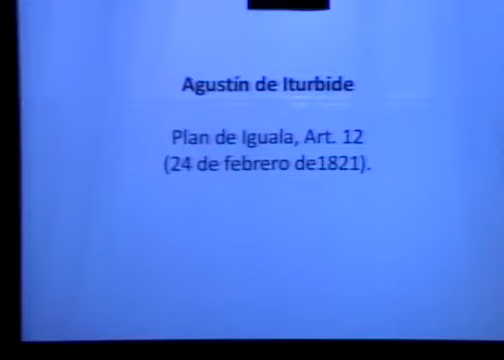 Agustín de Iturbide
Plan de Iguala, Art. 12
(24 de febrero de1821).